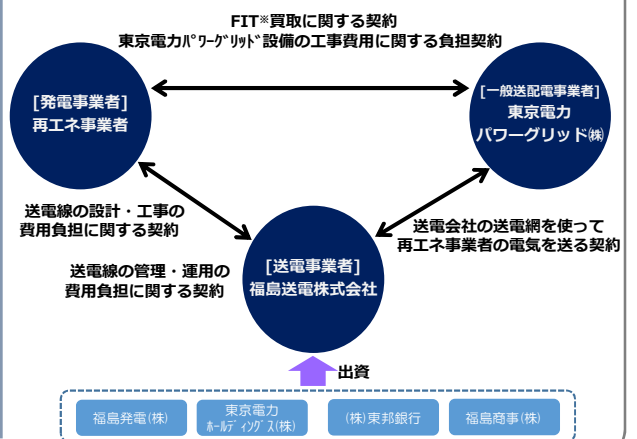 FIT※買取に関する契約
東京電力ﾊﾟﾜｰｸﾞﾘｯﾄﾞ設備の工事費用に関する負担契約
[発電事業者]
再エネ事業者
[一般送配電事業者]
東京電力
パワーグリッド㈱
送電線の設計・工事の
費用負担に関する契約
送電会社の送電網を使って
再エネ事業者の電気を送る契約
送電線の管理・運用の
費用負担に関する契約
[送電事業者]
福島送電株式会社
出資
福島発電(株)
東京電力
ﾎｰﾙﾃﾞｨﾝｸﾞｽ(株)
(株)東邦銀行
福島商事(株)